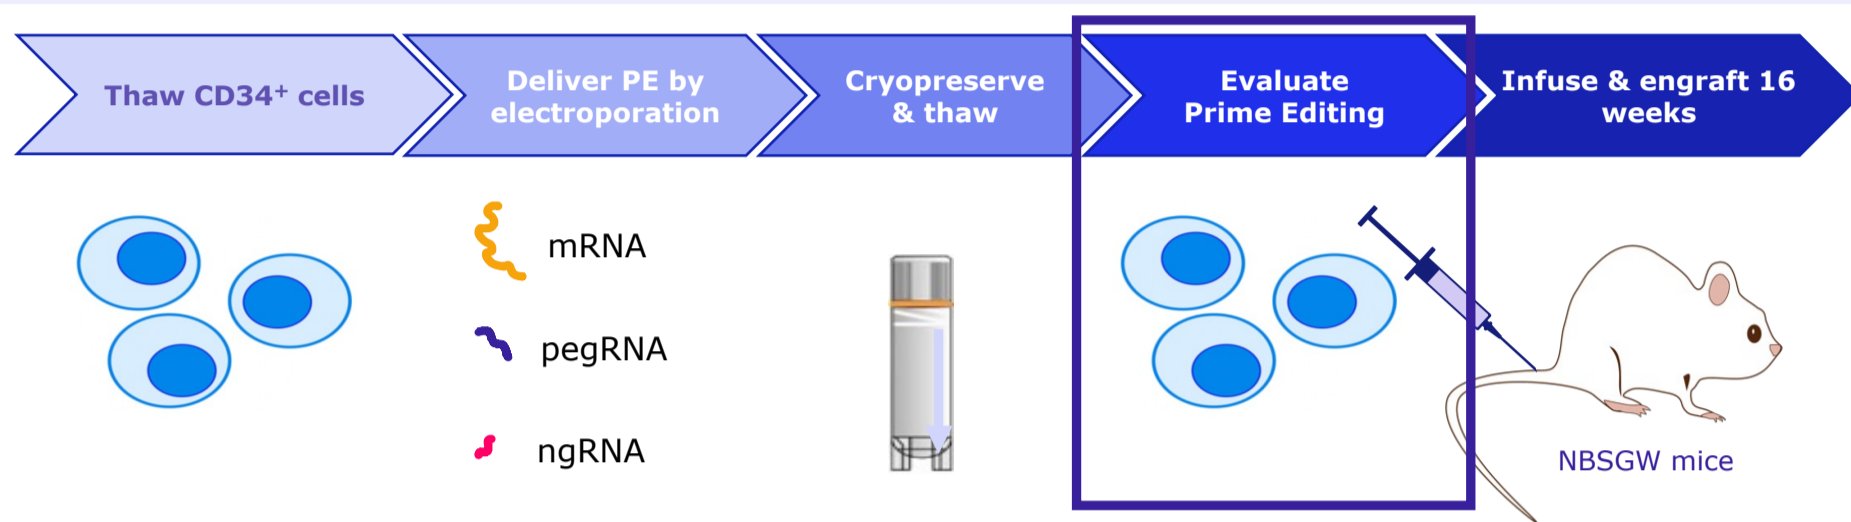 Thaw CD34⁺ cells
Deliver PE by
electroporation
Cryopreserve
& thaw
Evaluate
Prime Editing
Infuse & engraft 16
weeks
mRNA
pegRNA
ngRNA
NBSGW mice